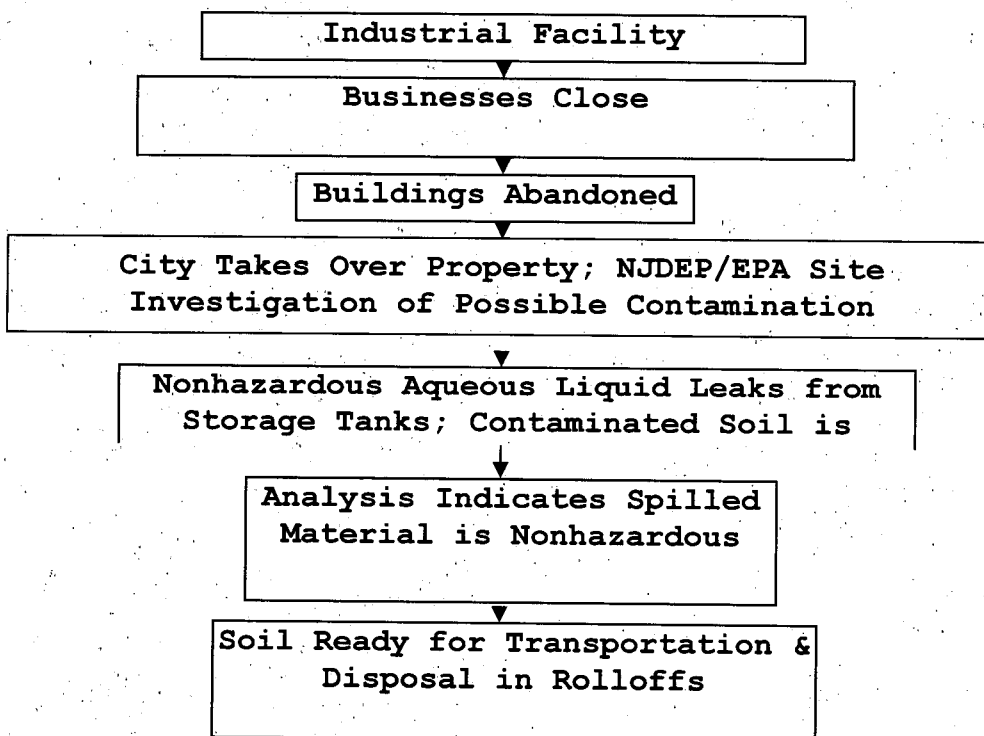 Industrial Facility
Businesses Close
Buildings Abandoned
City Takes Over Property; NJDEP/EPA Site
Investigation of Possible Contamination
Nonhazardous Aqueous Liquid Leaks from
Storage Tanks; Contaminated Soil is
Analysis Indicates Spilled
Material is Nonhazardous
Soil Ready for Transportation &
Disposal in Rolloffs